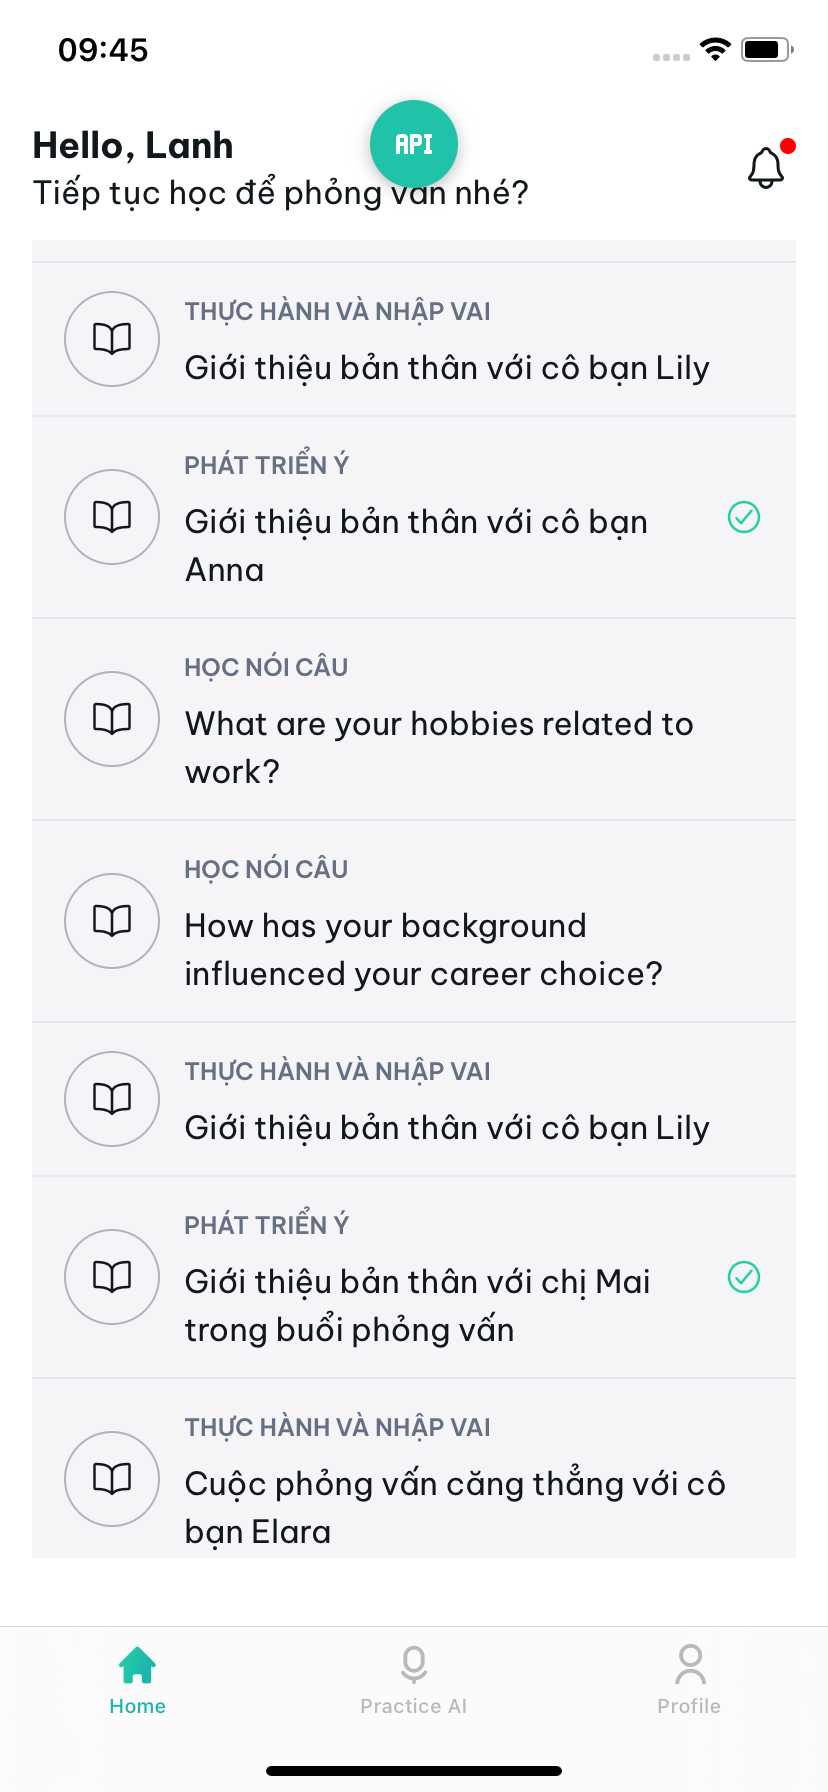 09:45
Hello, Lanh
API
Tiếp tục học để phỏng vấn nhé?
THỰC HÀNH VÀ NHẬP VAI
Giới thiệu bản thân với cô bạn Lily
PHÁT TRIỂN Ý
Giới thiệu bản thân với cô bạn
Anna
HỌC NÓI CÂU
What are your hobbies related to
work?
HỌC NÓI CÂU
How has your background
influenced your career choice?
THỰC HÀNH VÀ NHẬP VAI
Giới thiệu bản thân với cô bạn Lily
PHÁT TRIỂN Ý
Giới thiệu bản thân với chị Mai
trong buổi phỏng vấn
THỰC HÀNH VÀ NHẬP VAI
Cuộc phỏng vấn căng thẳng với cô
bạn Elara
Home
Practice AI
Profile